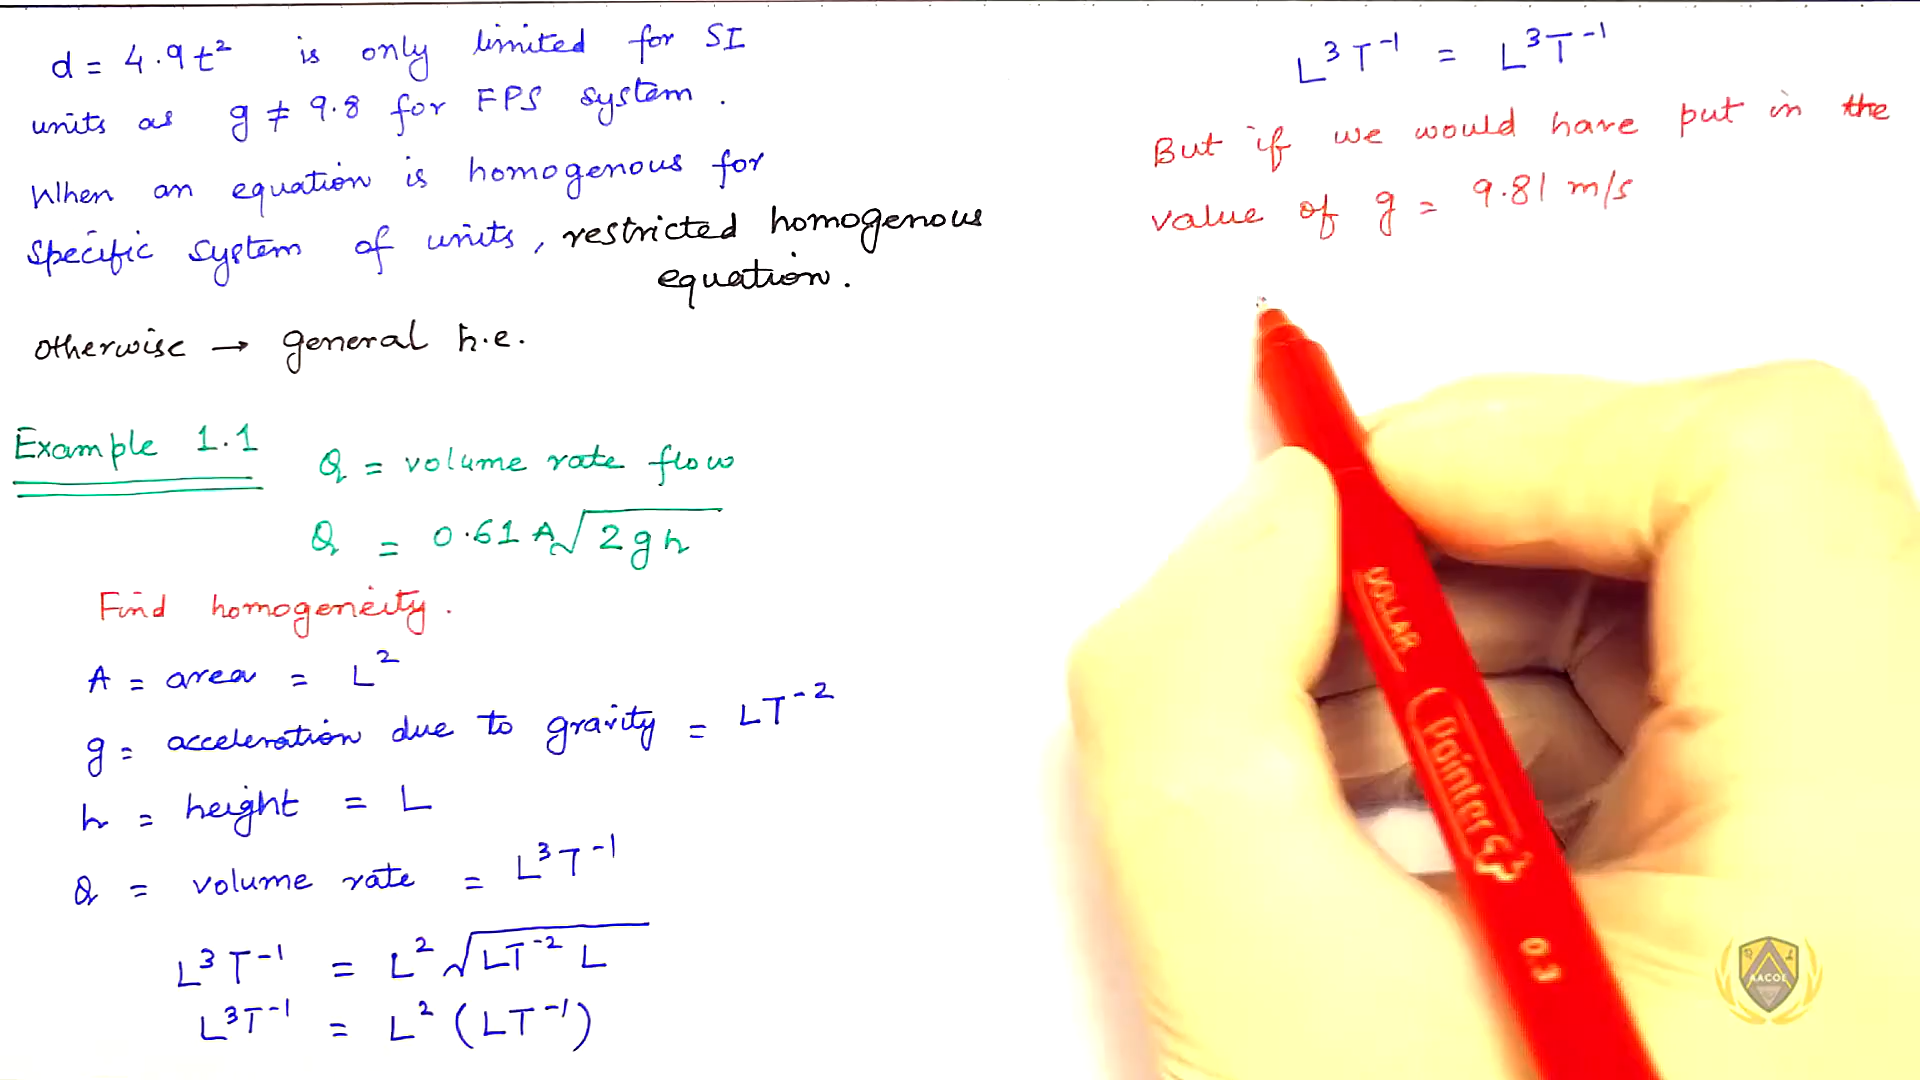 d = 4.9t² is only limited for SI
units as g ≠ 9.8 for FPS system.
When an equation is homogenous for
specific system of units, restricted homogenous
equation.
otherwise → general h.e.
Example 1.1
Q = volume rate flow
Q = 0.61 A√2gh
Find homogeneity.
A = area = L²
g = acceleration due to gravity = LT⁻²
h = height = L
Q = volume rate = L³T⁻¹
L³T⁻¹ = L²√LT⁻² L
L³T⁻¹ = L² (LT⁻¹)
L³T⁻¹ = L³T⁻¹
But if we would have put in the
value of g = 9.81 m/s
DOLLAR
Pointer
0.3
AACOE